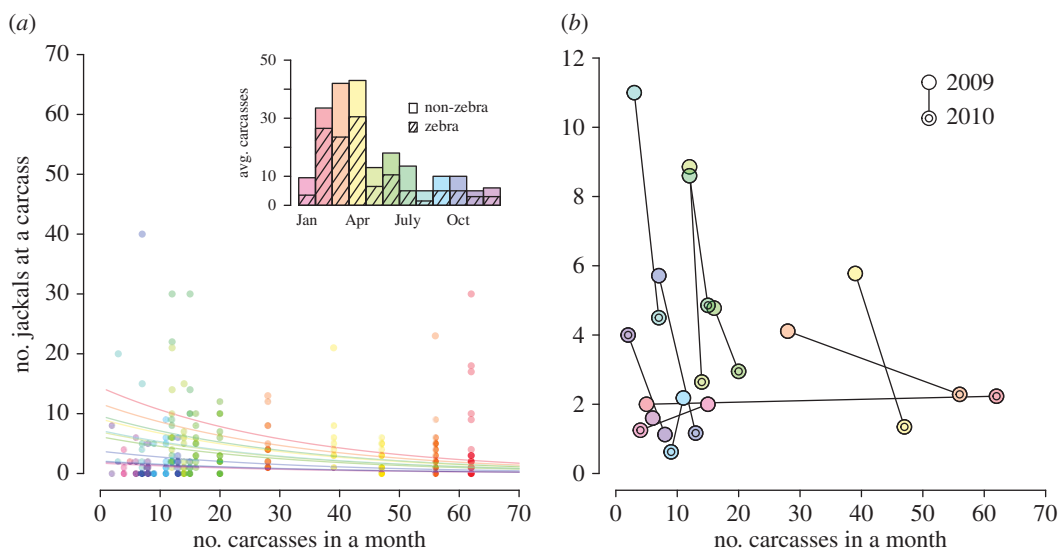 (a)
70
60
50
40
30
20
10
0
no. jackals at a carcass
0 10 20 30 40 50 60 70
no. carcasses in a month
50
30
10
0
avg. carcasses
non-zebra
zebra
Jan Apr July Oct
(b)
12
10
8
6
4
2
0
2009
2010
0 10 20 30 40 50 60 70
no. carcasses in a month